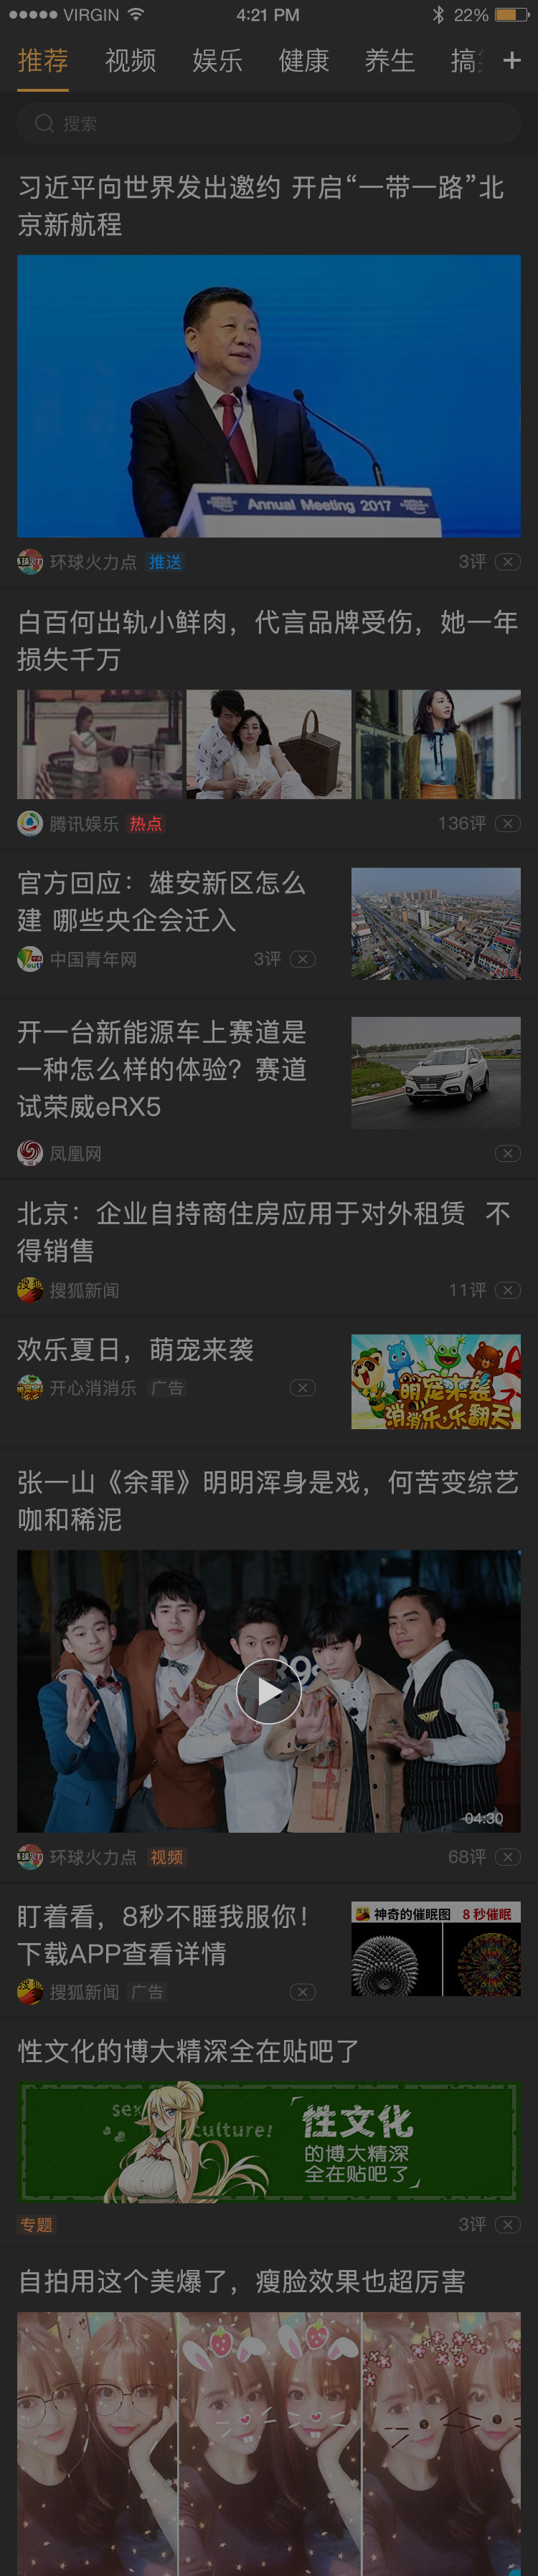 VIRGIN 4:21 PM 22%
推荐 视频 娱乐 健康 养生 搞
搜索
习近平向世界发出邀约 开启“一带一路”北
京新航程
Annual Meeting 2017
环球火力点 推送 3评
白百何出轨小鲜肉，代言品牌受伤，她一年
损失千万
腾讯娱乐 热点 136评
官方回应：雄安新区怎么
建 哪些央企会迁入
中国青年网 3评
开一台新能源车上赛道是
一种怎么样的体验？赛道
试荣威eRX5
凤凰网
北京：企业自持商住房应用于对外租赁 不
得销售
搜狐新闻 11评
欢乐夏日，萌宠来袭
萌宠来袭
消消乐，乐翻天
开心消消乐 广告
张一山《余罪》明明浑身是戏，何苦变综艺
咖和稀泥
04:30
环球火力点 视频 68评
盯着看，8秒不睡我服你！
下载APP查看详情
神奇的催眠图 8秒催眠
搜狐新闻 广告
性文化的博大精深全在贴吧了
sex
culture!
「性文化
的博大精深
全在贴吧了」
专题 3评
自拍用这个美爆了，瘦脸效果也超厉害